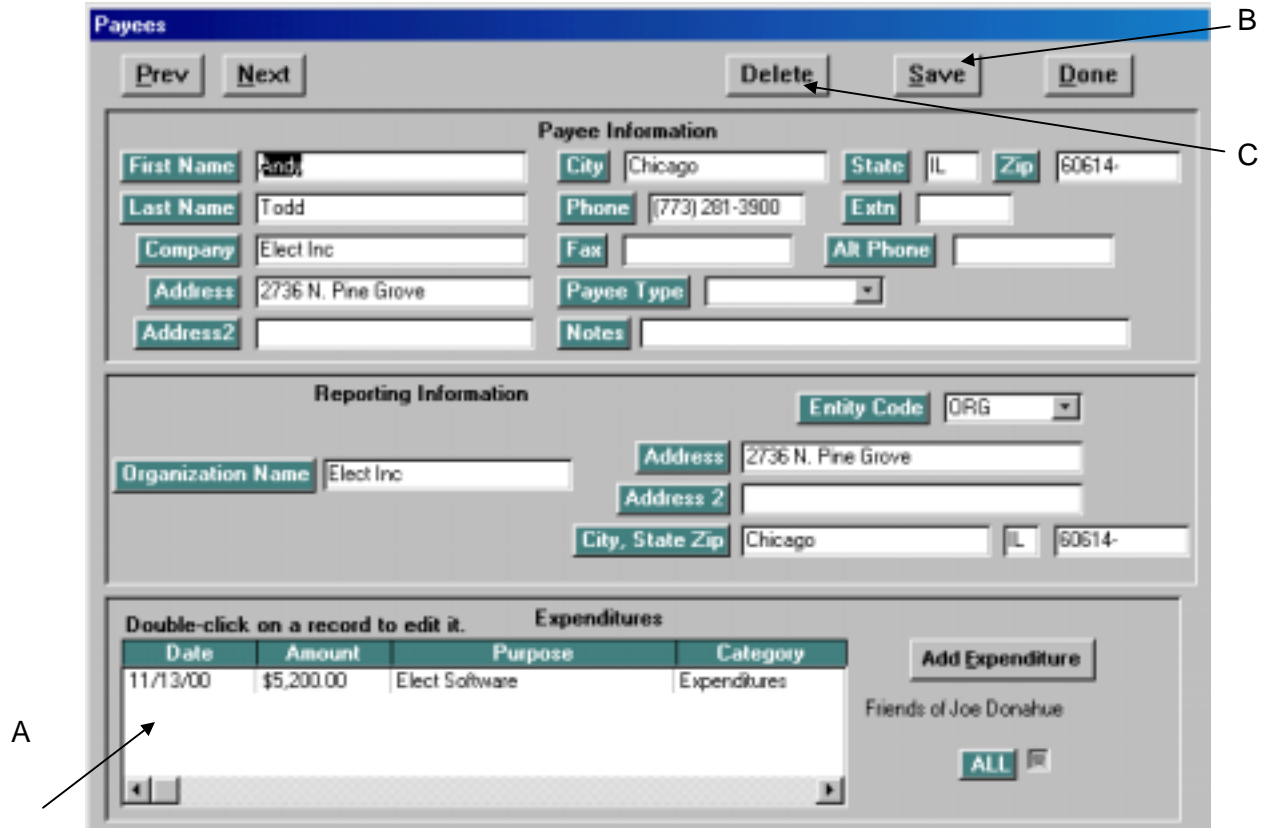 Payees
B
Prev Next Delete Save Done
Payee Information
C
First Name Andy City Chicago State IL Zip 60614-
Last Name Todd Phone (773) 281-3900 Extn
Company Elect Inc Fax Alt Phone
Address 2736 N. Pine Grove Payee Type
Address2 Notes
Reporting Information
Entity Code ORG
Address 2736 N. Pine Grove
Organization Name Elect Inc
Address 2
City, State Zip Chicago IL 60614-
Double-click on a record to edit it. Expenditures
Date Amount Purpose Category
Add Expenditure
11/13/00 $5,200.00 Elect Software Expenditures
Friends of Joe Donahue
A
ALL